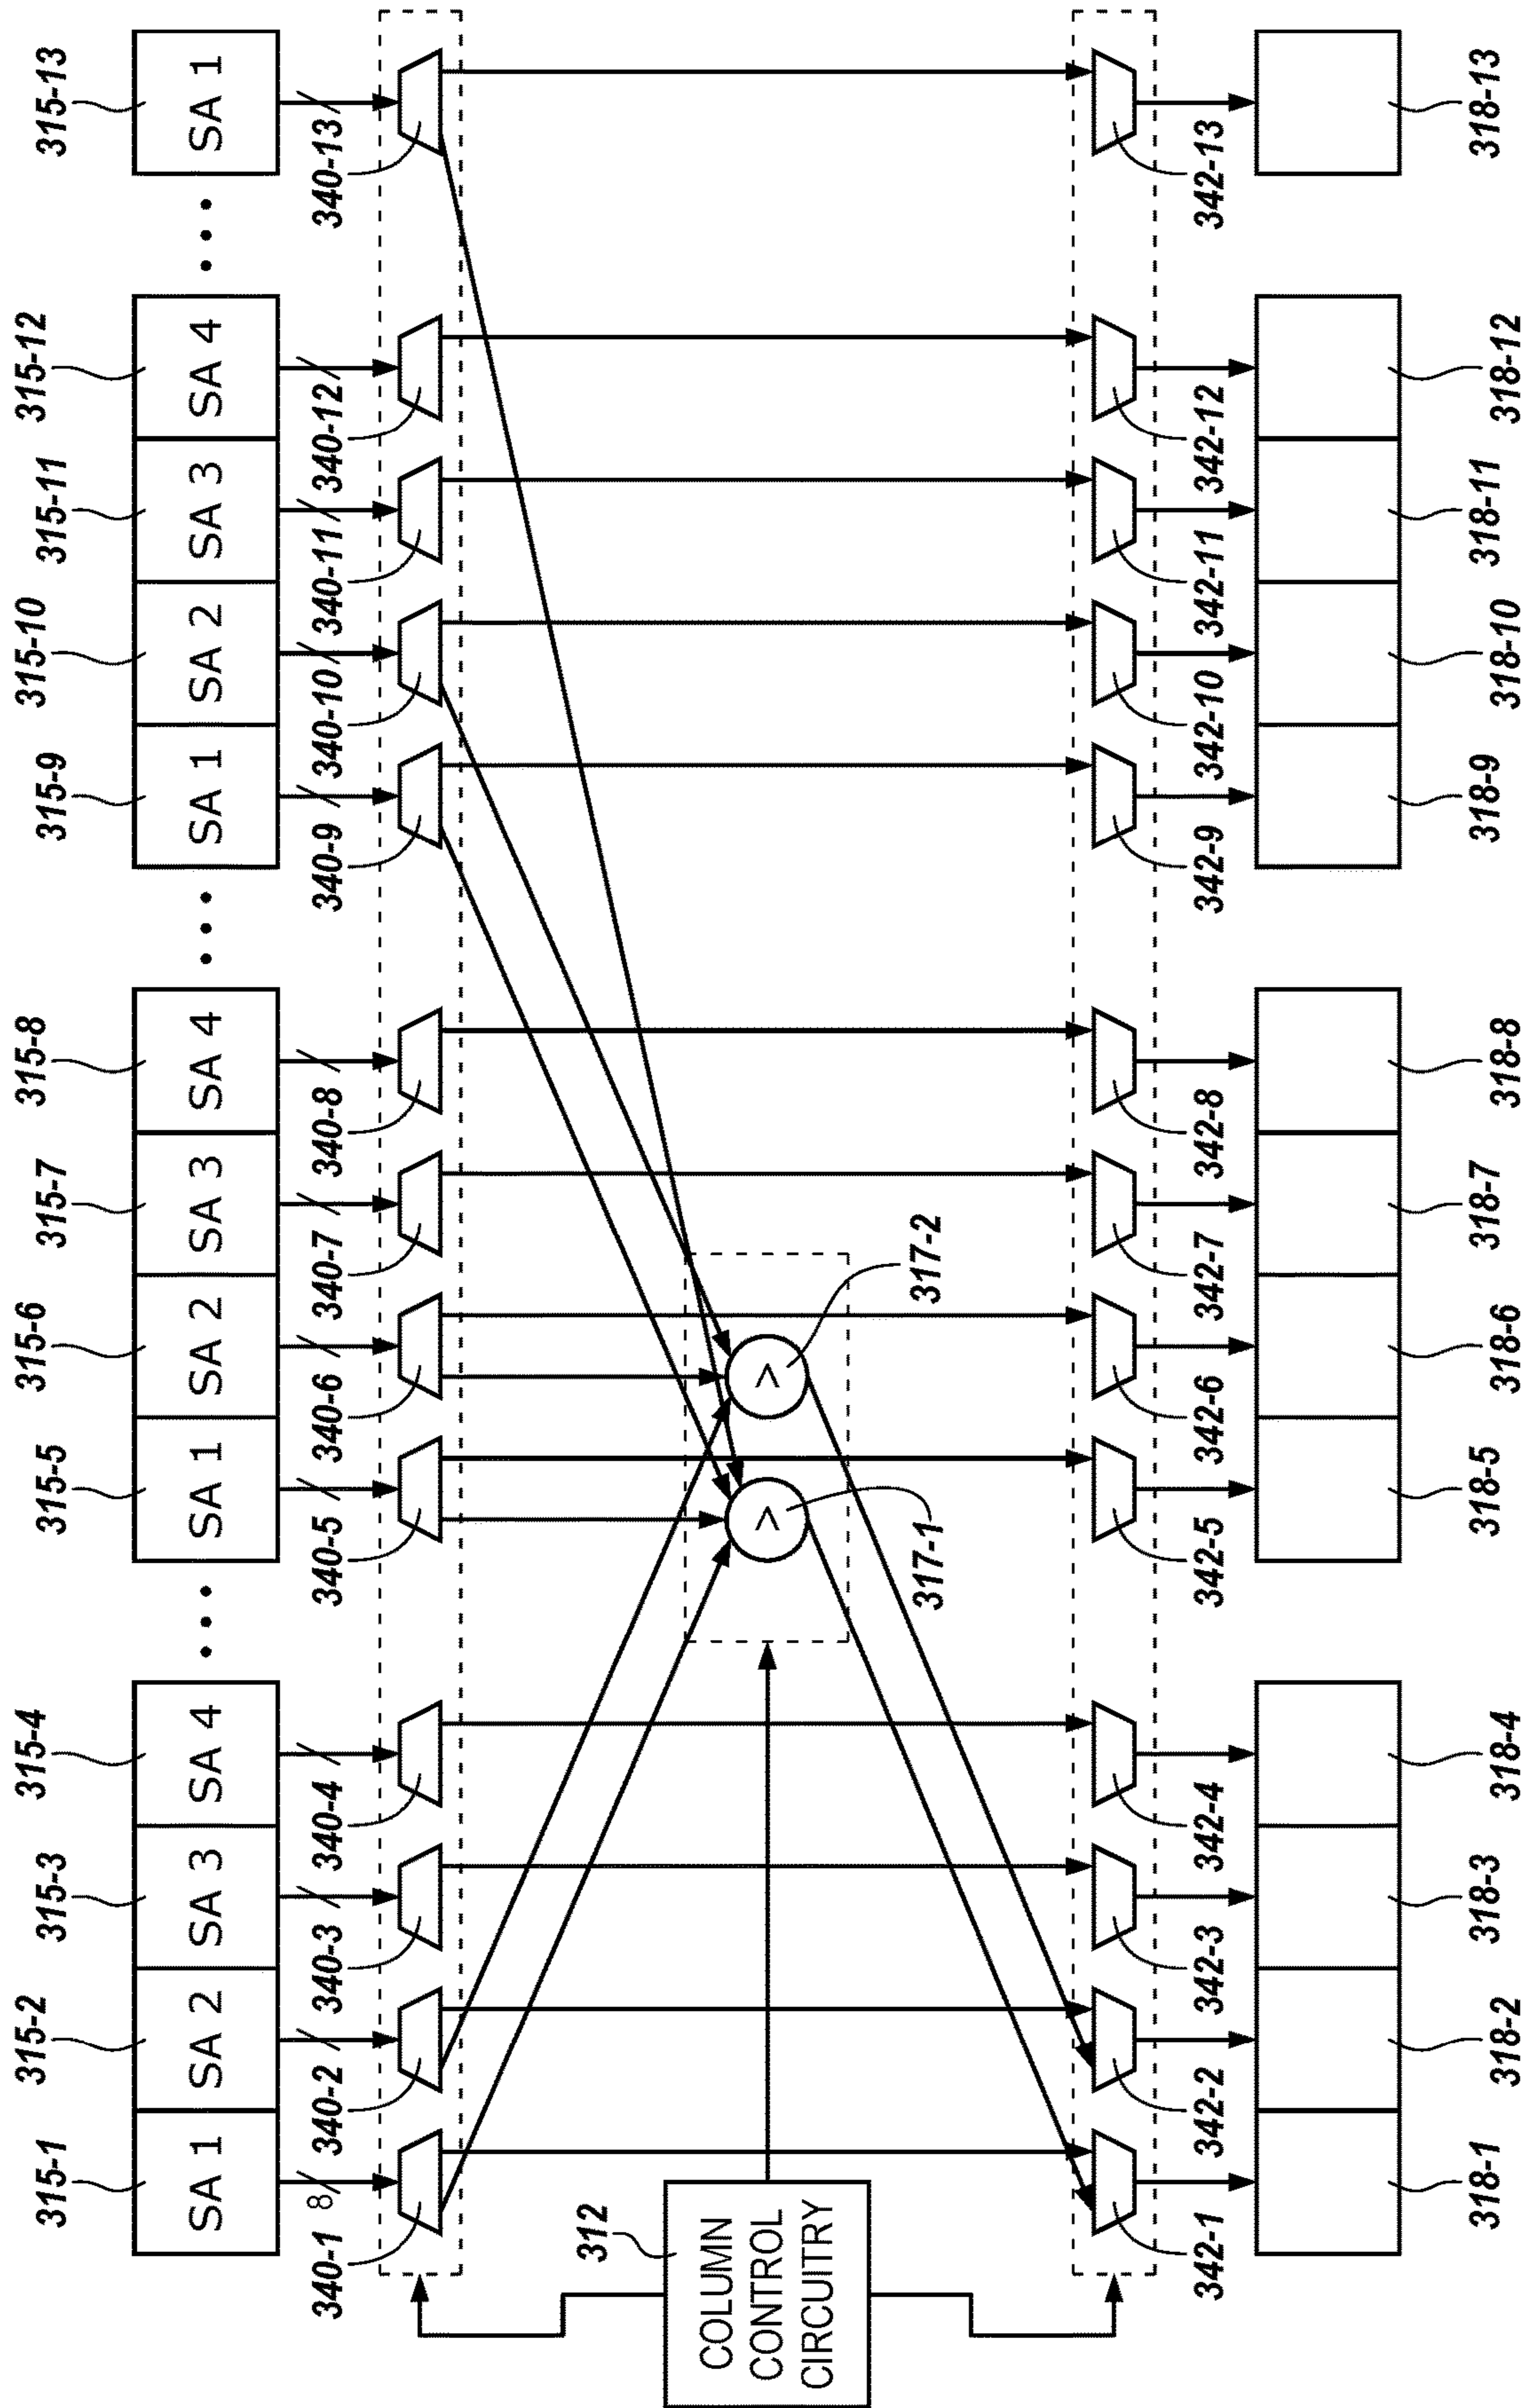 315-1 315-2 315-3 315-4 315-5 315-6 315-7 315-8 315-9 315-10 315-11 315-12 315-13
SA 1 SA 2 SA 3 SA 4 ••• SA 1 SA 2 SA 3 SA 4 ••• SA 1 SA 2 SA 3 SA 4 ••• SA 1
8
340-1 340-2 340-3 340-4 340-5 340-6 340-7 340-8 340-9 340-10 340-11 340-12 340-13
312
COLUMN
CONTROL
CIRCUITRY
> >
317-1 317-2
342-1 342-2 342-3 342-4 342-5 342-6 342-7 342-8 342-9 342-10 342-11 342-12 342-13
318-1 318-2 318-3 318-4 318-5 318-6 318-7 318-8 318-9 318-10 318-11 318-12 318-13